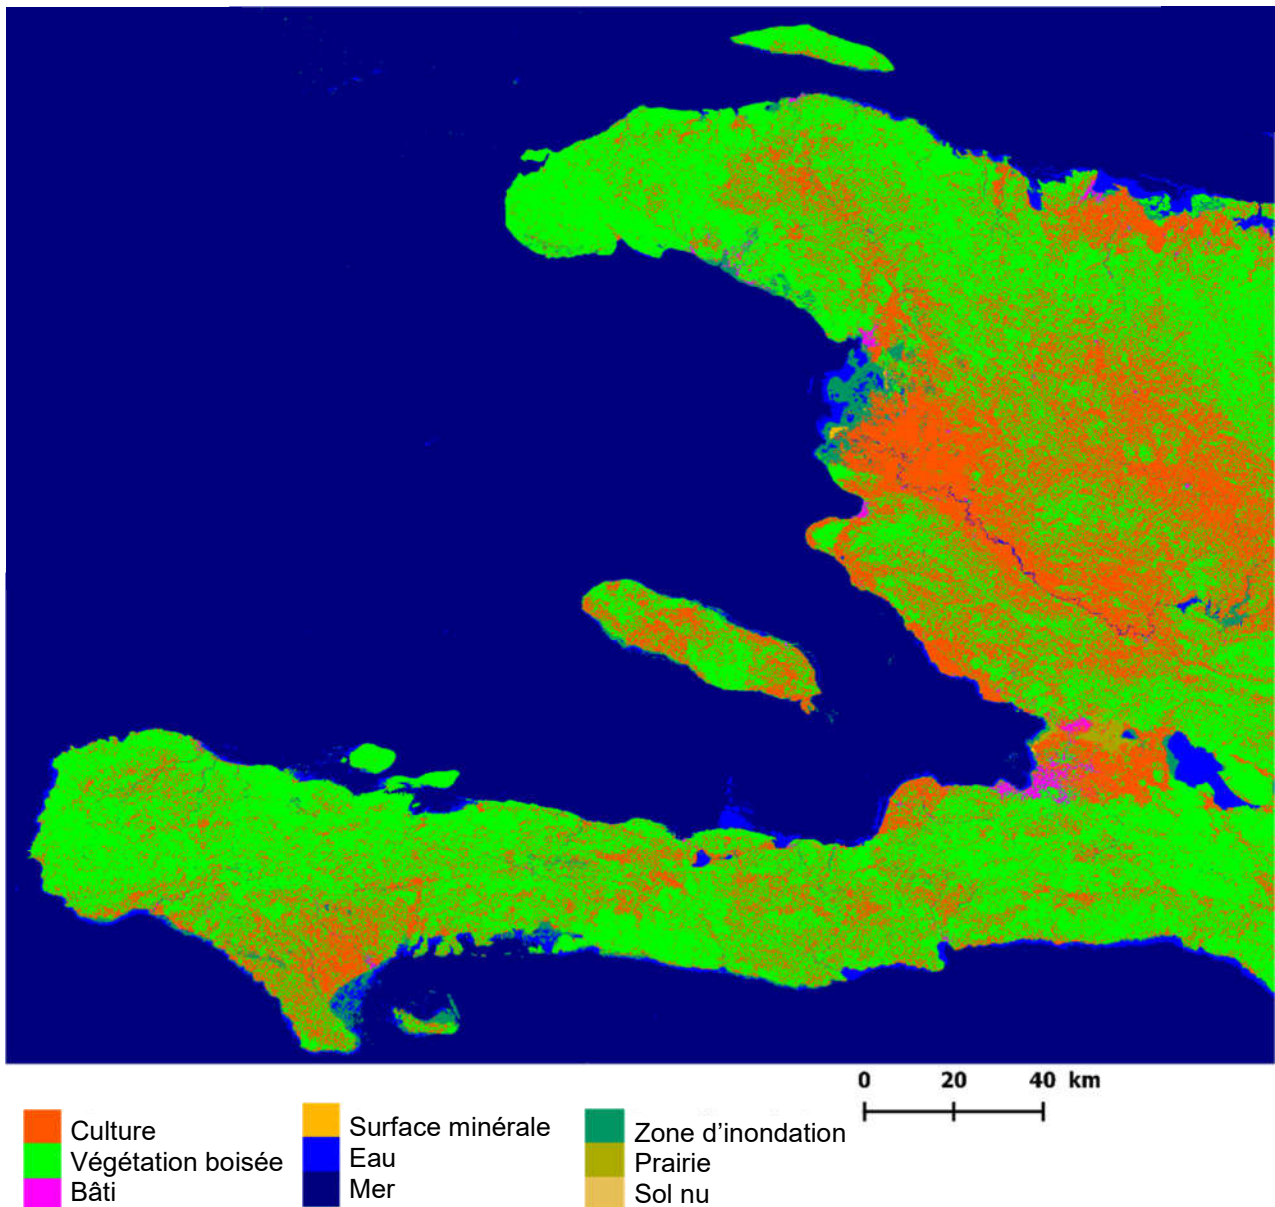 0 20 40 km
Culture
Végétation boisée
Bâti
Surface minérale
Eau
Mer
Zone d’inondation
Prairie
Sol nu